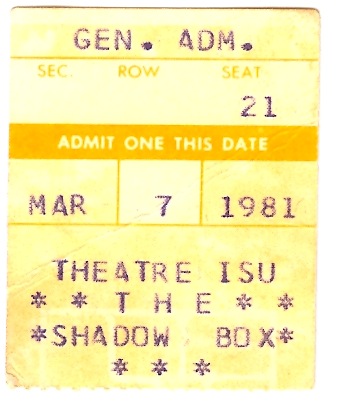 GEN. ADM.
SEC. ROW SEAT
21
ADMIT ONE THIS DATE
MAR 7 1981
THEATRE ISU
* * THE * *
*SHADOW BOX*
* * *